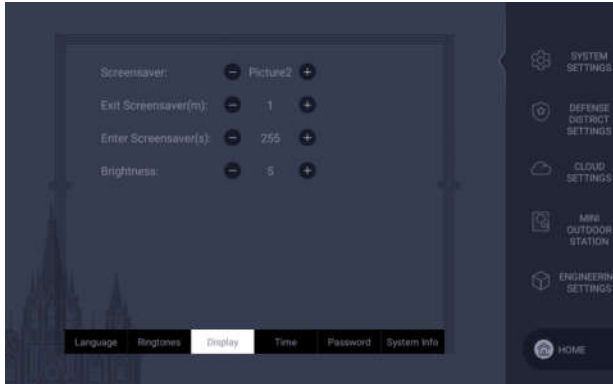 Screensaver: Picture2
Exit Screensaver(m): 1
Enter Screensaver(s): 255
Brightness: 5
Language Ringtones Display Time Password System Info
SYSTEM
SETTINGS
DEFENSE
DISTRICT
SETTINGS
CLOUD
SETTINGS
MINI
OUTDOOR
STATION
ENGINEERIN
SETTINGS
HOME